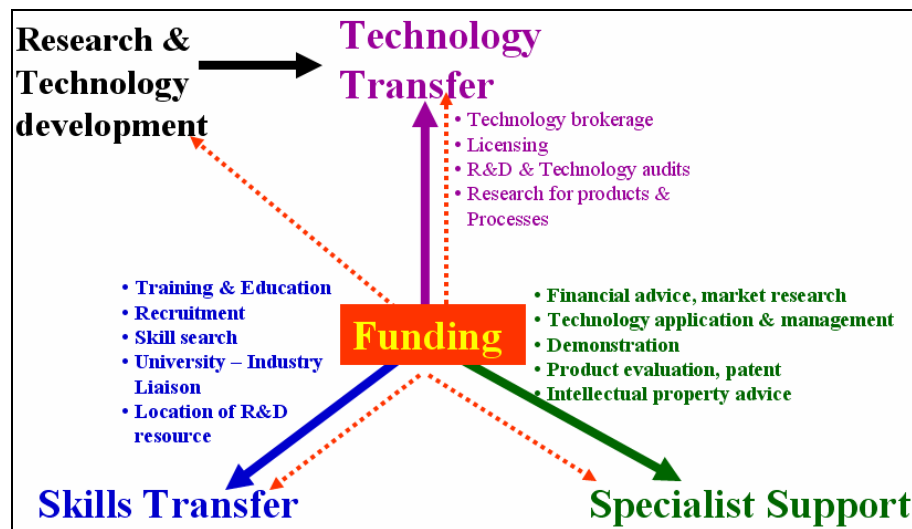 Research &
Technology
development
Technology
Transfer
• Technology brokerage
• Licensing
• R&D & Technology audits
• Research for products &
Processes
• Training & Education
• Recruitment
• Skill search
• University – Industry
Liaison
• Location of R&D
resource
Funding
• Financial advice, market research
• Technology application & management
• Demonstration
• Product evaluation, patent
• Intellectual property advice
Skills Transfer
Specialist Support